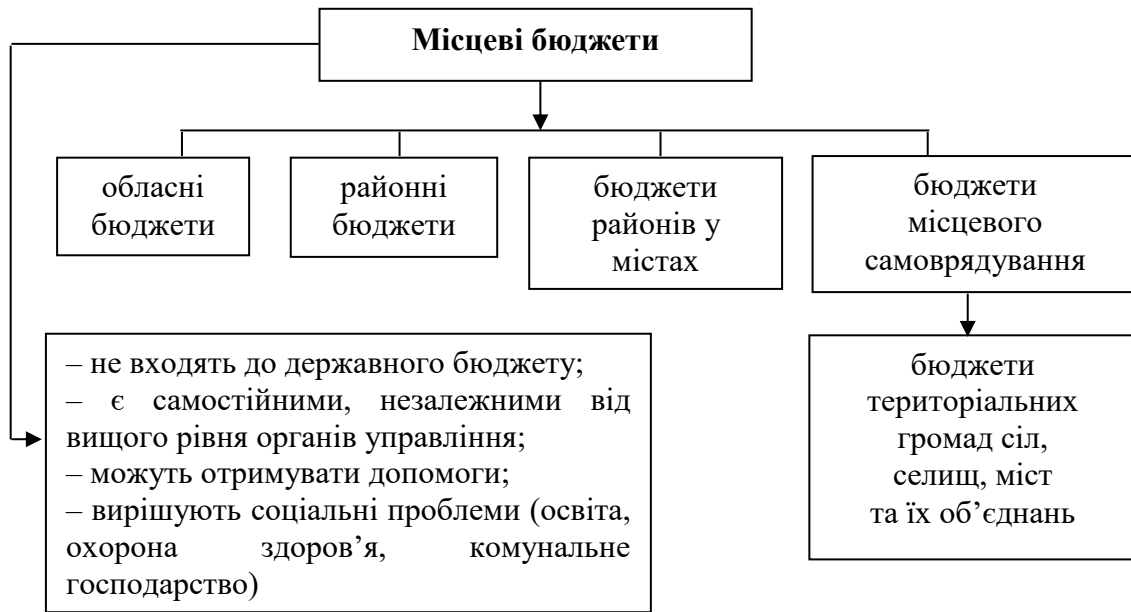 Місцеві бюджети
обласні
бюджети
районні
бюджети
бюджети
районів у
містах
бюджети
місцевого
самоврядування
– не входять до державного бюджету;
– є самостійними, незалежними від
вищого рівня органів управління;
– можуть отримувати допомоги;
– вирішують соціальні проблеми (освіта,
охорона здоров’я, комунальне
господарство)
бюджети
територіальних
громад сіл,
селищ, міст
та їх об’єднань